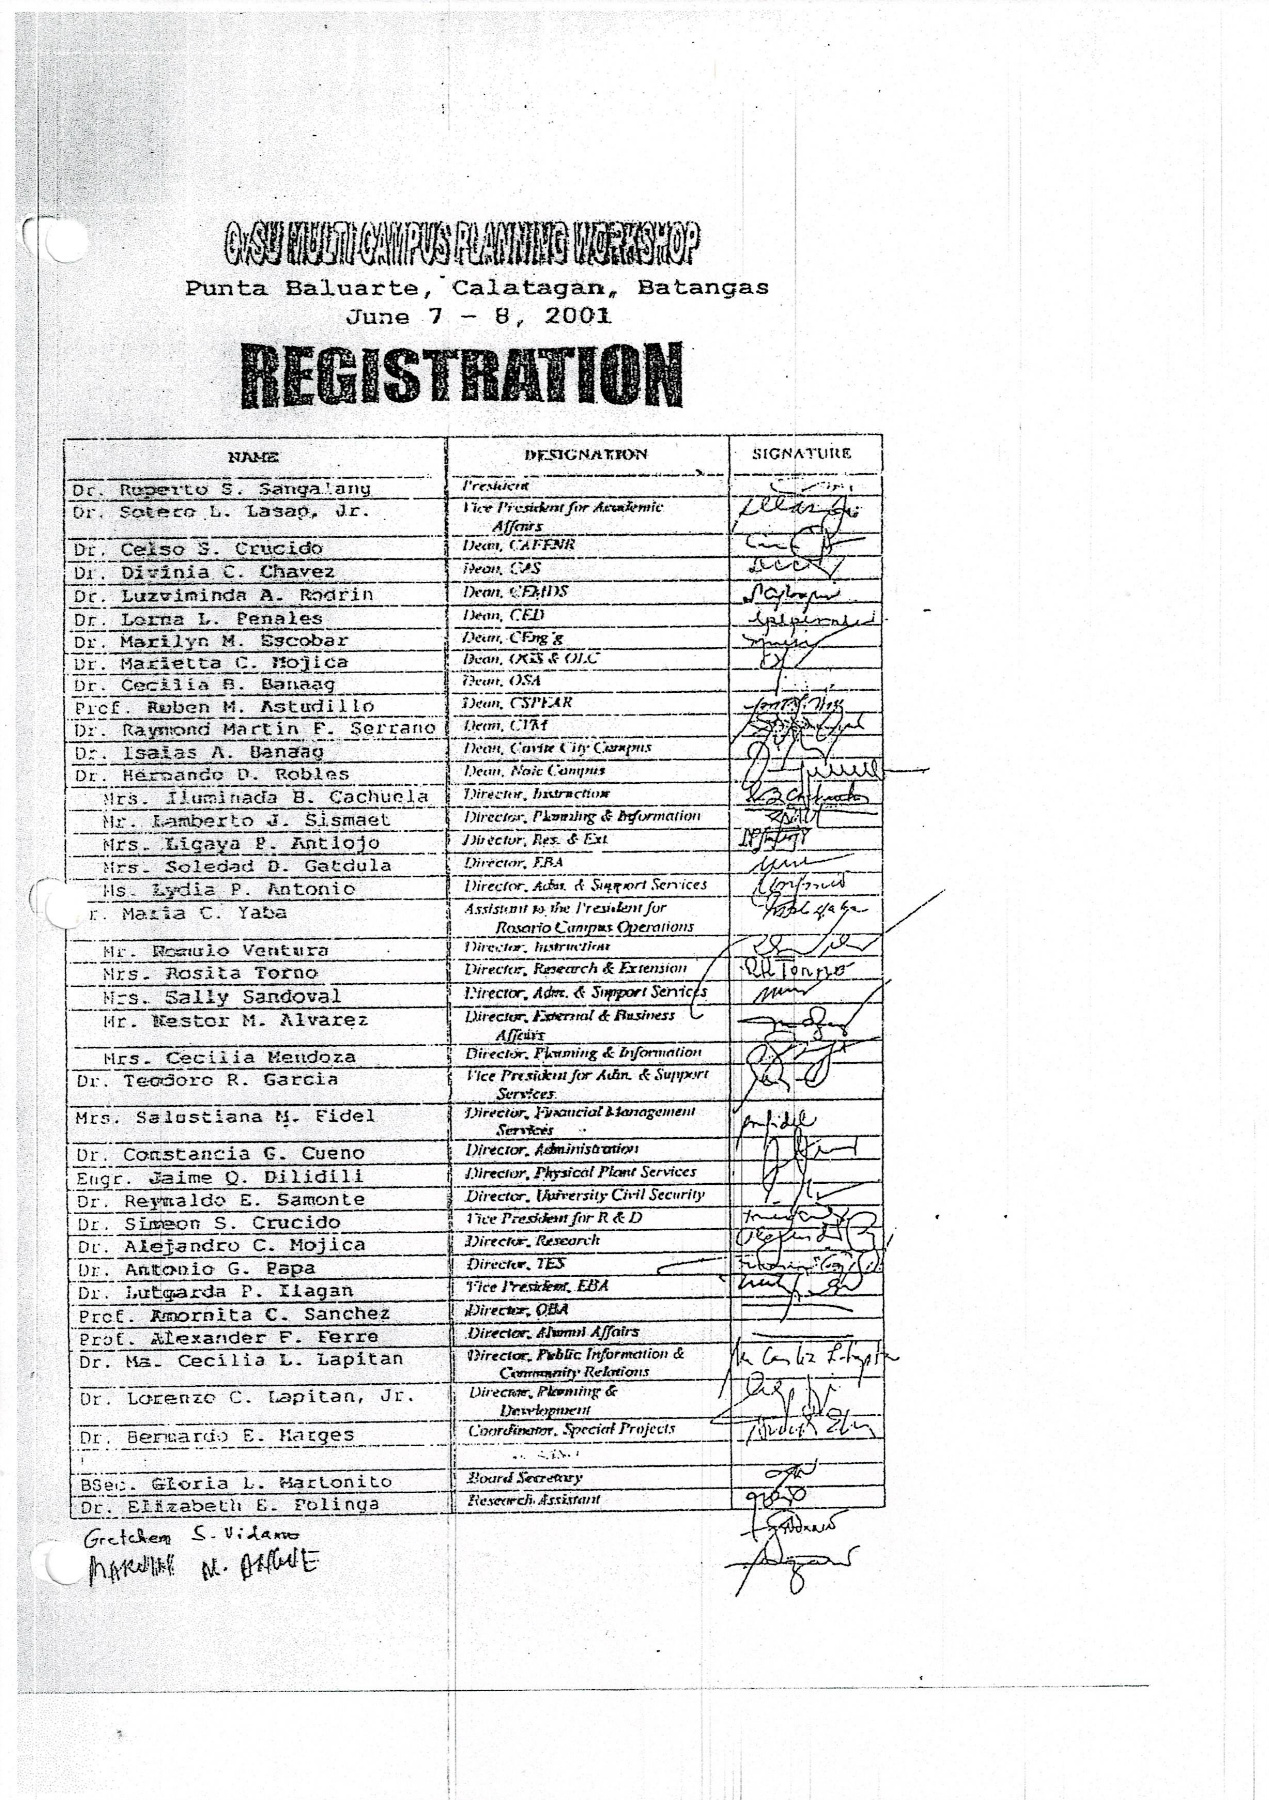 CvSU MULTI CAMPUS PLANNING WORKSHOP
Punta Baluarte, Calatagan, Batangas
June 7 - 8, 2001
REGISTRATION
NAME DESIGNATION SIGNATURE
Dr. Ruperto S. Sangalang President
Dr. Sotero L. Lasap, Jr. Vice President for Academic
Affairs
Dr. Celso S. Crucido Dean, CAFENR
Dr. Divinia C. Chavez Dean, CAS
Dr. Luzviminda A. Rodrin Dean, CEMDS
Dr. Lorna L. Penales Dean, CED
Dr. Marilyn M. Escobar Dean, CEng'g
Dr. Marietta C. Mojica Dean, OGS & OLC
Dr. Cecilia B. Banaag Dean, OSA
Prof. Ruben M. Astudillo Dean, CSPEAR
Dr. Raymond Martin F. Serrano Dean, CVM
Dr. Isaias A. Banaag Dean, Cavite City Campus
Dr. Hernando D. Robles Dean, Naic Campus
Mrs. Iluminada B. Cachuela Director, Instruction
Mr. Lamberto J. Sismaet Director, Planning & Information
Mrs. Ligaya P. Antiojo Director, Res. & Ext
Mrs. Soledad D. Gatdula Director, EBA
Ms. Lydia P. Antonio Director, Adm. & Support Services
r. Maria C. Yaba Assistant to the President for
Rosario Campus Operations
Mr. Romulo Ventura Director, Instruction
Mrs. Rosita Torno Director, Research & Extension
Mrs. Sally Sandoval Director, Adm. & Support Services
Mr. Nestor M. Alvarez Director, External & Business
Affairs
Mrs. Cecilia Mendoza Director, Planning & Information
Dr. Teodoro R. Garcia Vice President for Adm. & Support
Services
Mrs. Salustiana M. Fidel Director, Financial Management
Services
Dr. Constancia G. Cueno Director, Administration
Engr. Jaime Q. Dilidili Director, Physical Plant Services
Dr. Reynaldo E. Samonte Director, University Civil Security
Dr. Simeon S. Crucido Vice President for R & D
Dr. Alejandro C. Mojica Director, Research
Dr. Antonio G. Papa Director, TES
Dr. Lutgarda P. Ilagan Vice President, EBA
Prof. Amornita C. Sanchez Director, OBA
Prof. Alexander F. Ferre Director, Alumni Affairs
Dr. Ma. Cecilia L. Lapitan Director, Public Information &
Community Relations
Dr. Lorenzo C. Lapitan, Jr. Director, Planning &
Development
Dr. Bernardo E. Harges Coordinator, Special Projects
BSec. Gloria L. Martonito Board Secretary
Dr. Elizabeth E. Polinga Research Assistant
Gretchem S. Vidamo